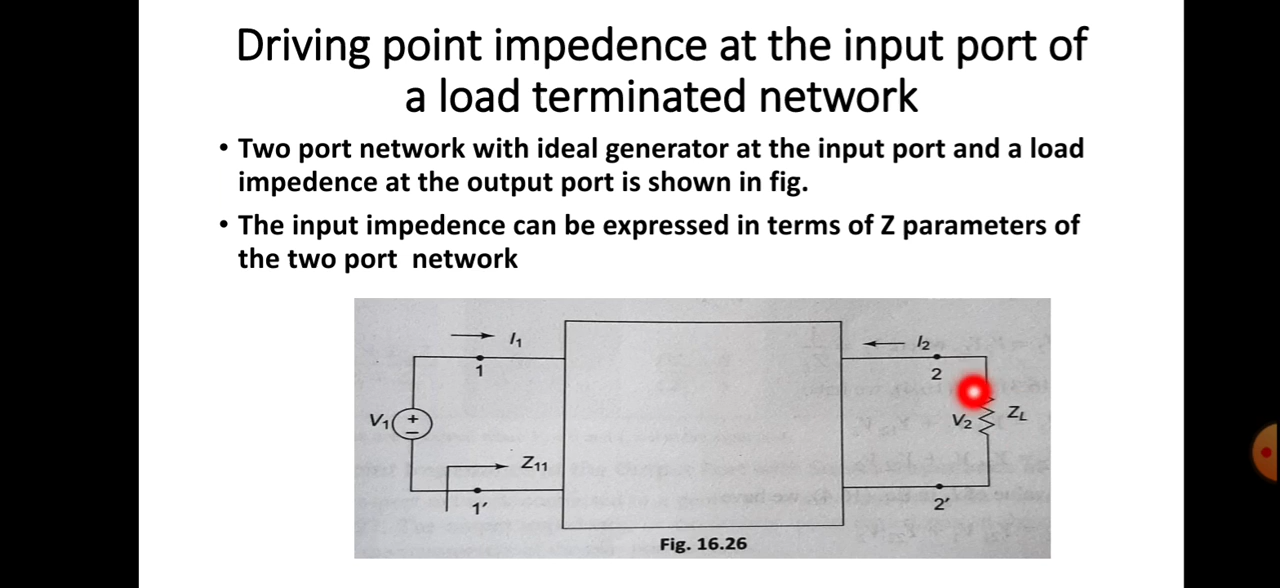 Driving point impedence at the input port of
a load terminated network
• Two port network with ideal generator at the input port and a load
impedence at the output port is shown in fig.
• The input impedence can be expressed in terms of Z parameters of
the two port network
I1
I2
1
2
V1
+
−
V2
ZL
Z11
1′
2′
Fig. 16.26